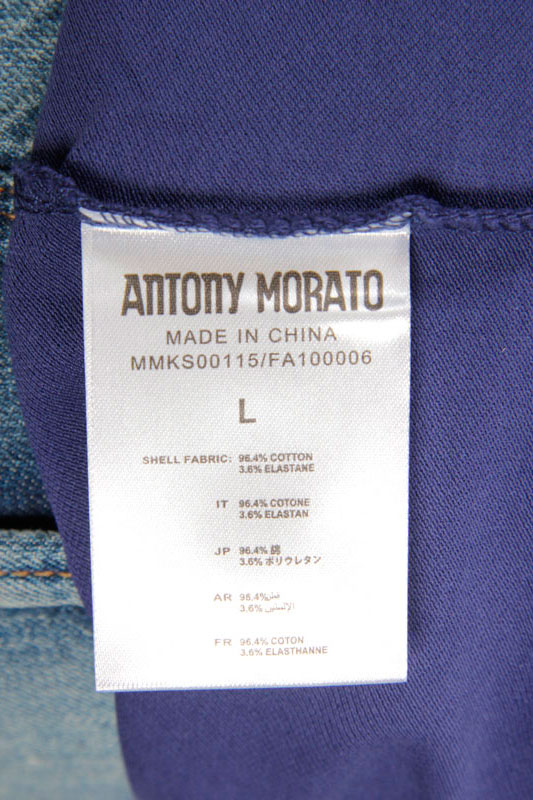 ANTONY MORATO
MADE IN CHINA
MMKS00115/FA100006
L
SHELL FABRIC: 96.4% COTTON
3.6% ELASTANE
IT 96.4% COTONE
3.6% ELASTAN
JP 96.4% 綿
3.6% ポリウレタン
AR 96.4% قطن
3.6%
FR 96.4% COTON
3.6% ELASTHANNE